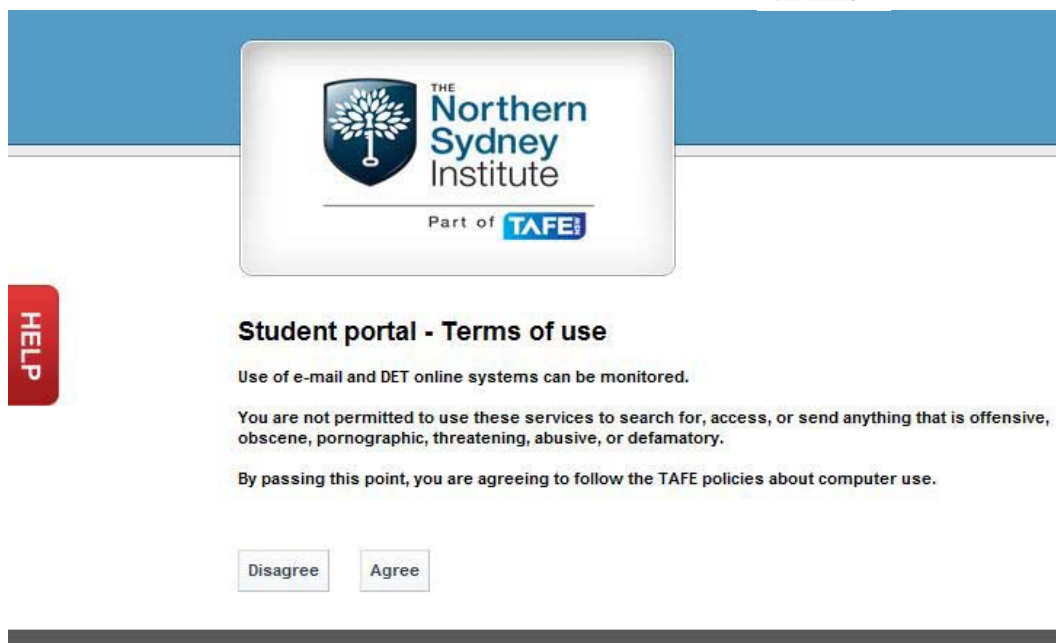 THE
Northern
Sydney
Institute
Part of TAFE NSW
HELP
Student portal - Terms of use
Use of e-mail and DET online systems can be monitored.
You are not permitted to use these services to search for, access, or send anything that is offensive,
obscene, pornographic, threatening, abusive, or defamatory.
By passing this point, you are agreeing to follow the TAFE policies about computer use.
Disagree Agree